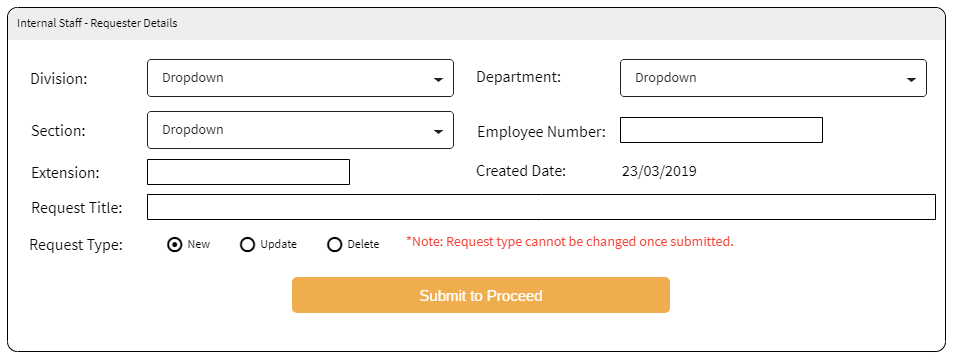 Internal Staff - Requester Details
Division: Dropdown Department: Dropdown
Section: Dropdown Employee Number:
Extension: Created Date: 23/03/2019
Request Title:
Request Type: New Update Delete *Note: Request type cannot be changed once submitted.
Submit to Proceed